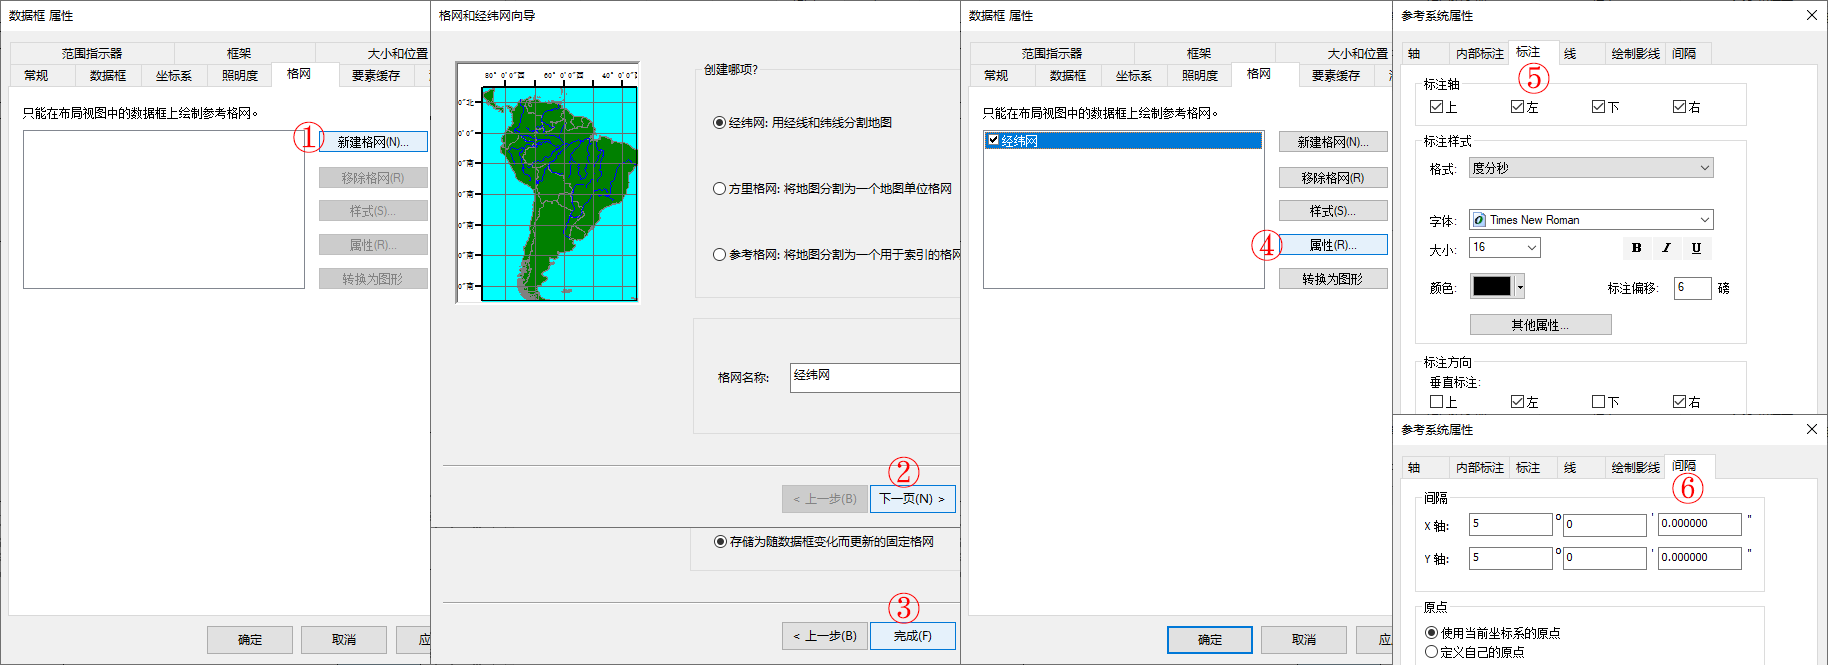 数据框 属性
范围指示器 框架 大小和位置
常规 数据框 坐标系 照明度 格网 要素缓存
只能在布局视图中的数据框上绘制参考格网。
① 新建格网(N)...
移除格网(R)
样式(S)...
属性(R)...
转换为图形
确定 取消 应
格网和经纬网向导
80° 0'0"西 60° 0'0"西 40° 0'0"
0"北
0"0"
0"南
0"南
0"南
0"南
0"南
创建哪项?
经纬网: 用经线和纬线分割地图
方里格网: 将地图分割为一个地图单位格网
参考格网: 将地图分割为一个用于索引的格网
格网名称: 经纬网
②
< 上一步(B) 下一页(N) >
存储为随数据框变化而更新的固定格网
③
< 上一步(B) 完成(F)
数据框 属性
范围指示器 框架 大小和位置
常规 数据框 坐标系 照明度 格网 要素缓存
只能在布局视图中的数据框上绘制参考格网。
经纬网
新建格网(N)...
移除格网(R)
样式(S)...
④ 属性(R)...
转换为图形
确定 取消 应
参考系统属性
轴 内部标注 标注 线 绘制影线 间隔
⑤
标注轴
上 左 下 右
标注样式
格式: 度分秒
字体: Times New Roman
大小: 16 B I U
颜色: 标注偏移: 6 磅
其他属性...
标注方向
垂直标注:
上 左 下 右
参考系统属性
轴 内部标注 标注 线 绘制影线 间隔
⑥
间隔
X 轴: 5 ° 0 ' 0.000000 "
Y 轴: 5 ° 0 ' 0.000000 "
原点
使用当前坐标系的原点
定义自己的原点